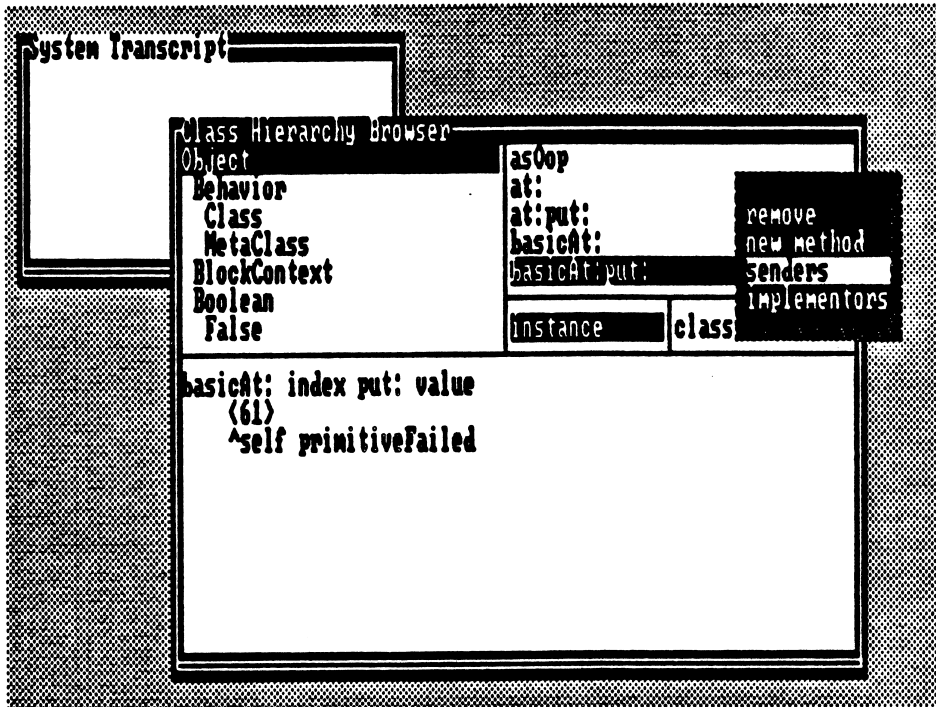 System Transcript
Class Hierarchy Browser
Object
Behavior
Class
MetaClass
BlockContext
Boolean
False
asOop
at:
at:put:
basicAt:
basicAt:put:
instance
class
remove
new method
senders
implementors
basicAt: index put: value
<61>
^self primitiveFailed